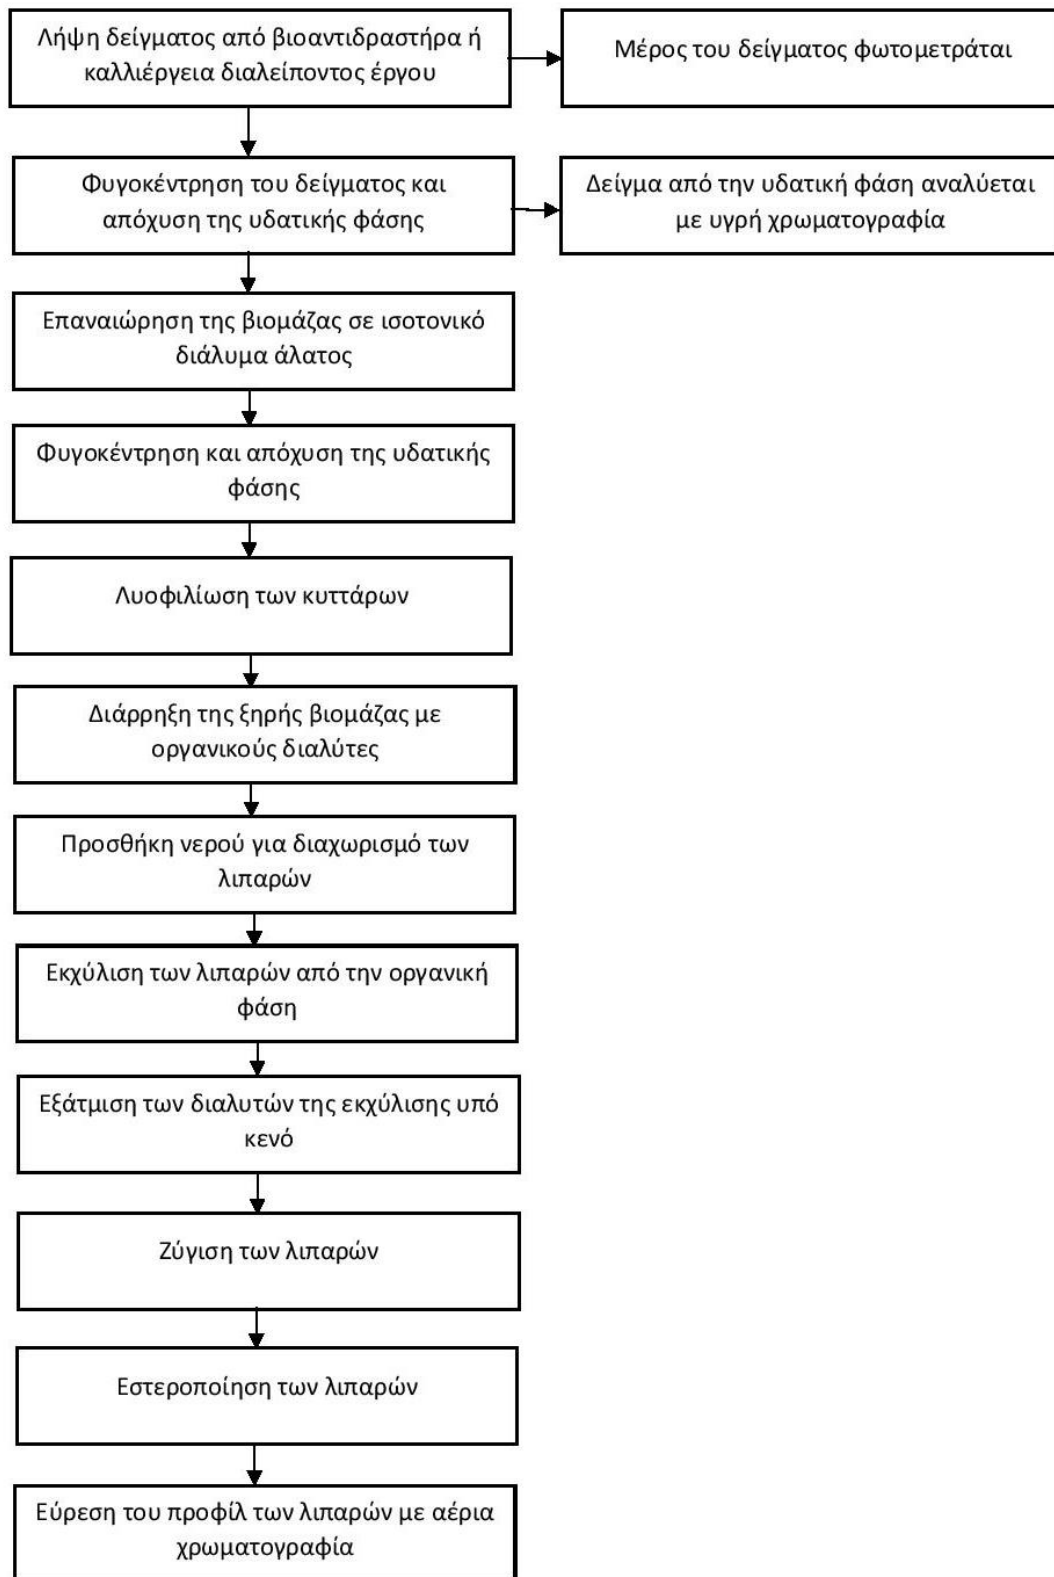 Λήψη δείγματος από βιοαντιδραστήρα ή
καλλιέργεια διαλείποντος έργου
Μέρος του δείγματος φωτομετράται
Φυγοκέντρηση του δείγματος και
απόχυση της υδατικής φάσης
Δείγμα από την υδατική φάση αναλύεται
με υγρή χρωματογραφία
Επαναιώρηση της βιομάζας σε ισοτονικό
διάλυμα άλατος
Φυγοκέντρηση και απόχυση της υδατικής
φάσης
Λυοφιλίωση των κυττάρων
Διάρρηξη της ξηρής βιομάζας με
οργανικούς διαλύτες
Προσθήκη νερού για διαχωρισμό των
λιπαρών
Εκχύλιση των λιπαρών από την οργανική
φάση
Εξάτμιση των διαλυτών της εκχύλισης υπό
κενό
Ζύγιση των λιπαρών
Εστεροποίηση των λιπαρών
Εύρεση του προφίλ των λιπαρών με αέρια
χρωματογραφία